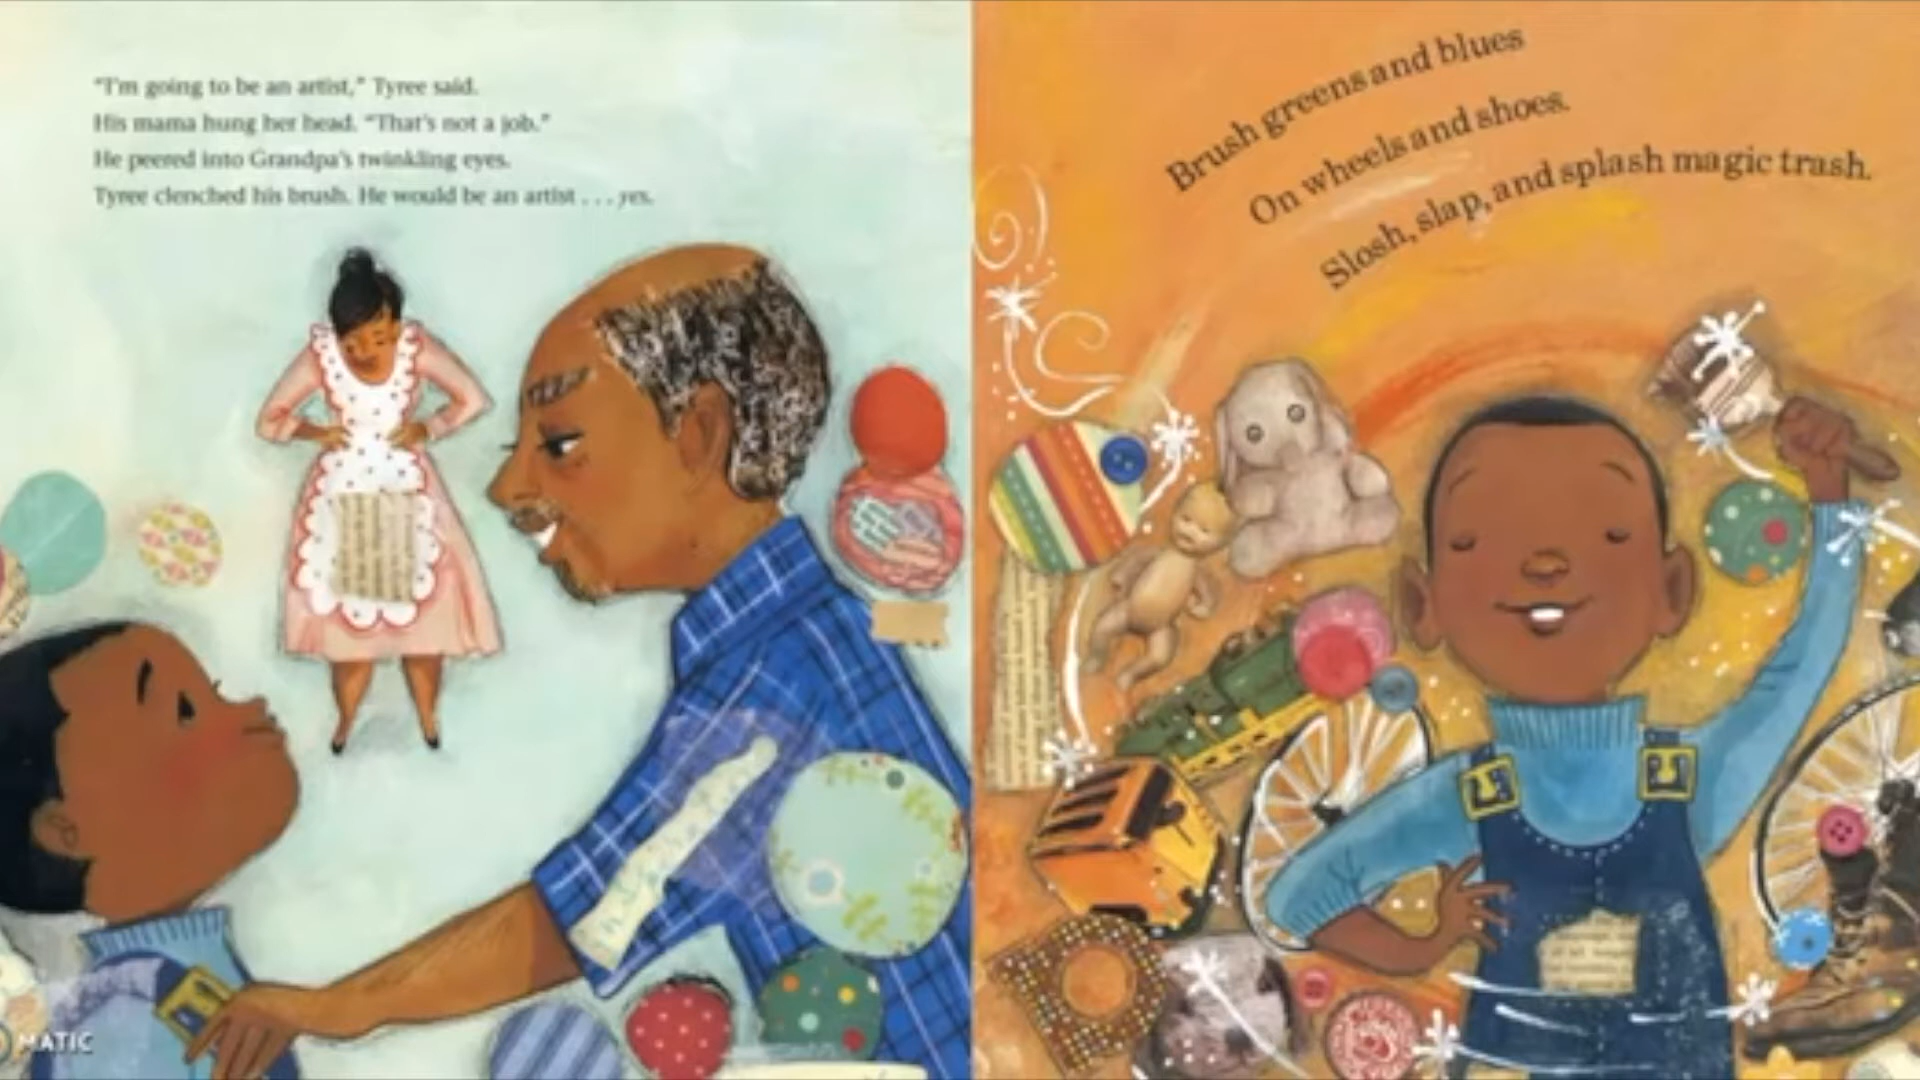 "I'm going to be an artist," Tyree said.
His mama hung her head. "That's not a job."
He peered into Grandpa's twinkling eyes.
Tyree clenched his brush. He would be an artist . . . yes.
Brush greens and blues
On wheels and shoes.
Slosh, slap, and splash magic trash.
MATIC